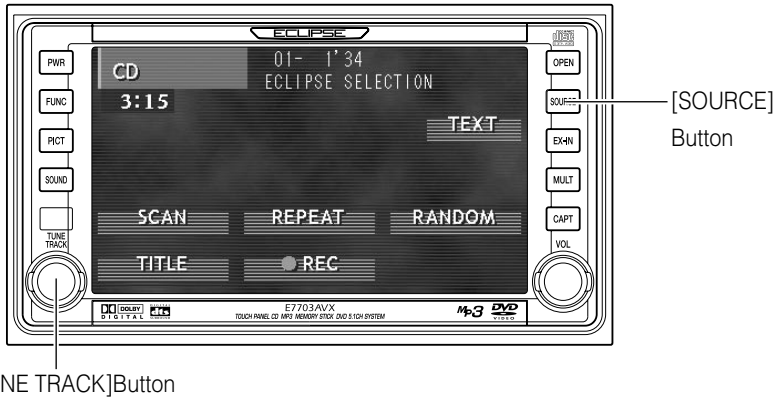 ECLIPSE
PWR
CD
01- 1'34
ECLIPSE SELECTION
OPEN
FUNC
3:15
SOURCE
[SOURCE]
Button
PICT
TEXT
EX-IN
SOUND
MULT
SCAN REPEAT RANDOM
CAPT
TUNE
TRACK
VOL
TITLE REC
DOLBY
DIGITAL
dts
E7703AVX
TOUCH PANEL CD MP3 MEMORY STICK DVD 5.1CH SYSTEM
MP3
DVD
VIDEO
NE TRACK]Button